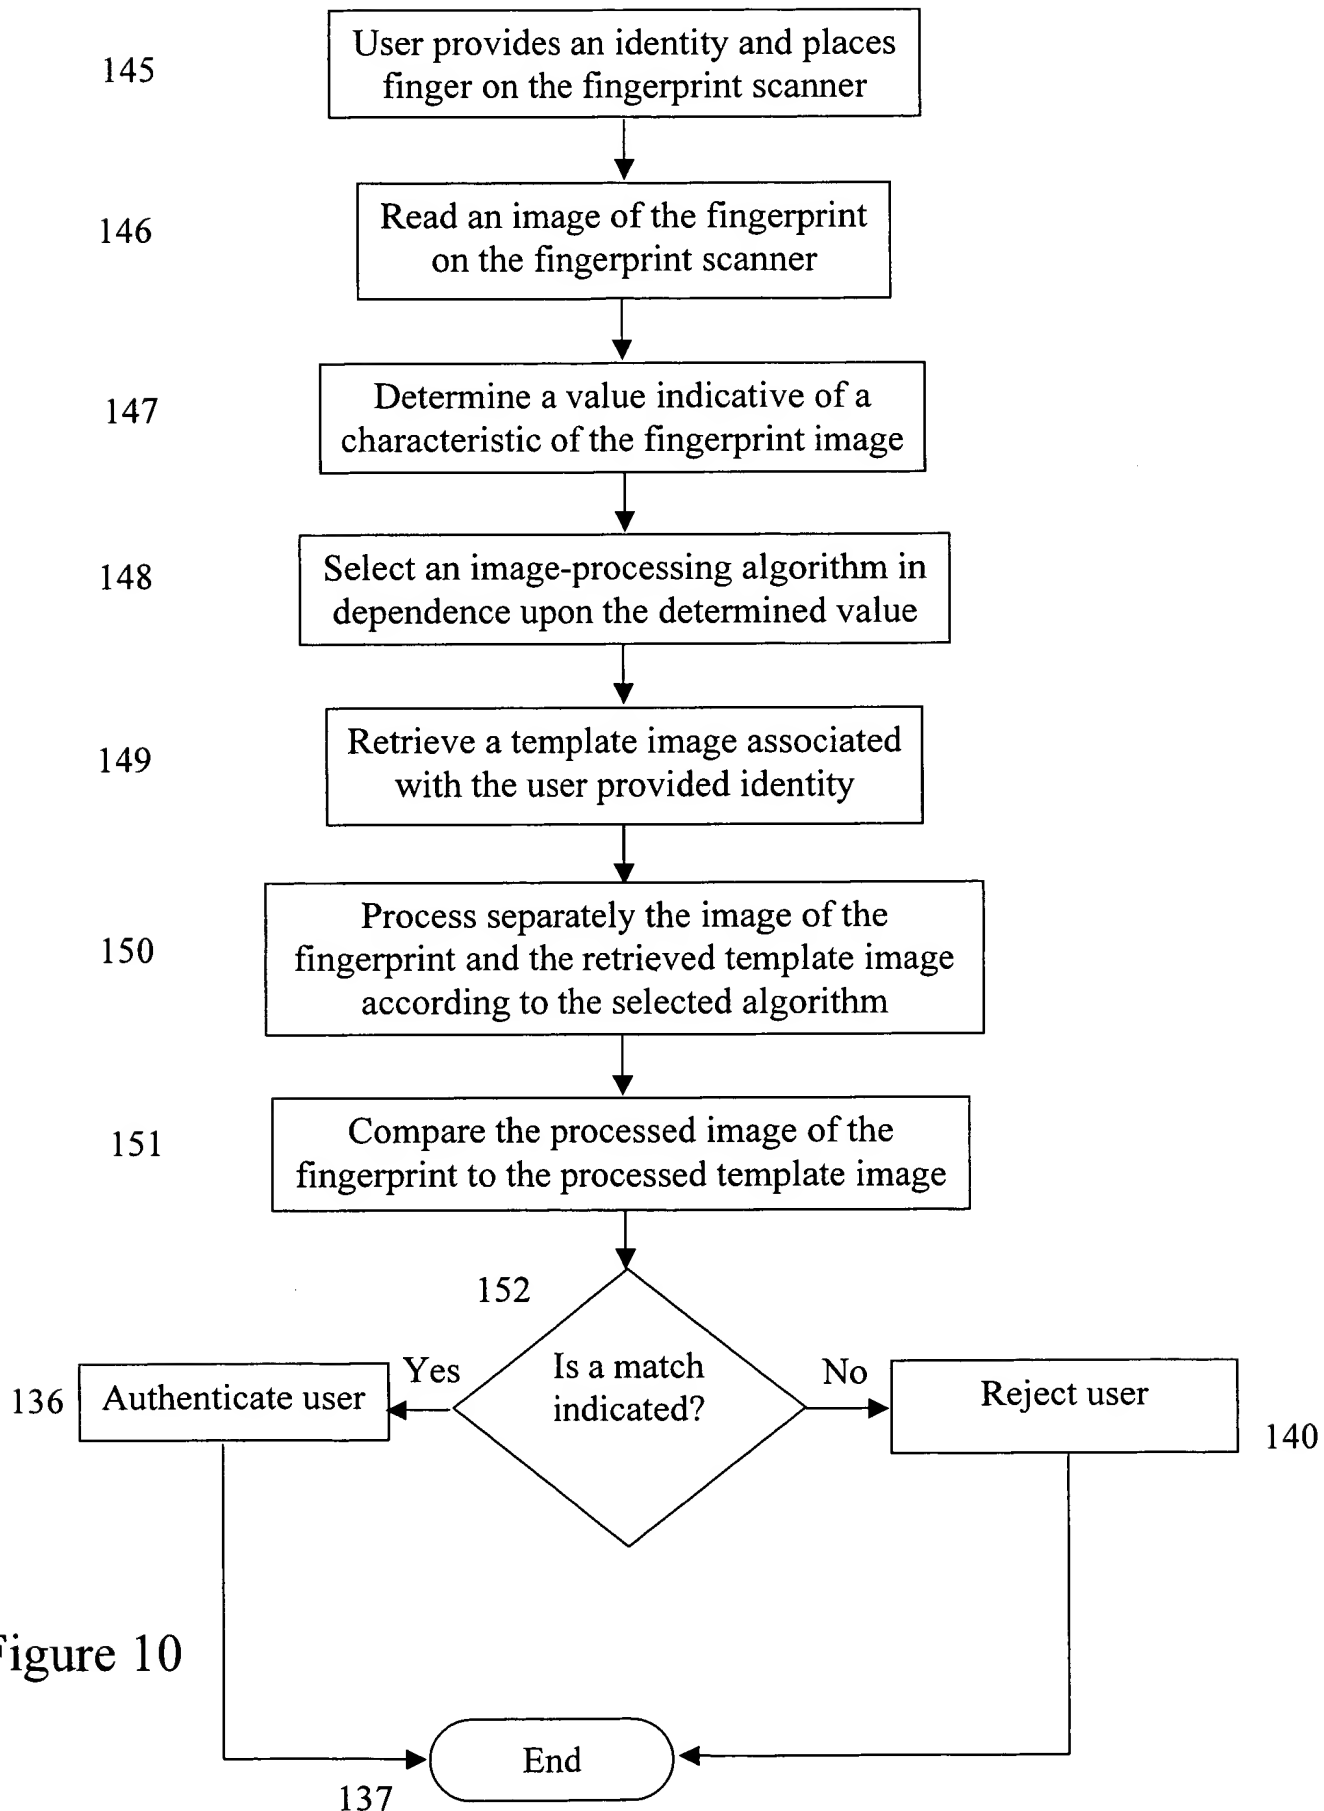 145
User provides an identity and places
finger on the fingerprint scanner
146
Read an image of the fingerprint
on the fingerprint scanner
147
Determine a value indicative of a
characteristic of the fingerprint image
148
Select an image-processing algorithm in
dependence upon the determined value
149
Retrieve a template image associated
with the user provided identity
150
Process separately the image of the
fingerprint and the retrieved template image
according to the selected algorithm
151
Compare the processed image of the
fingerprint to the processed template image
152
Is a match
indicated?
Yes
No
136
Authenticate user
Reject user
140
Figure 10
End
137